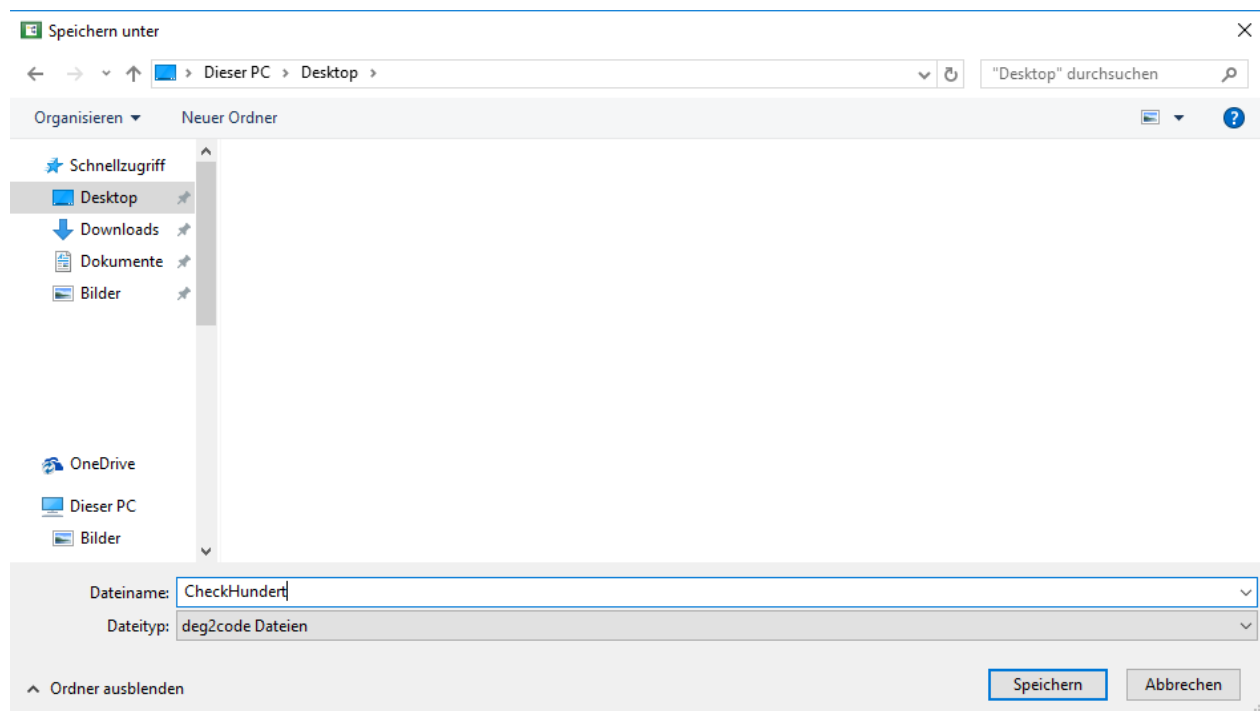 Speichern unter
Dieser PC > Desktop >
"Desktop" durchsuchen
Organisieren
Neuer Ordner
Schnellzugriff
Desktop
Downloads
Dokumente
Bilder
OneDrive
Dieser PC
Bilder
Dateiname: CheckHundert
Dateityp: deg2code Dateien
Ordner ausblenden
Speichern
Abbrechen